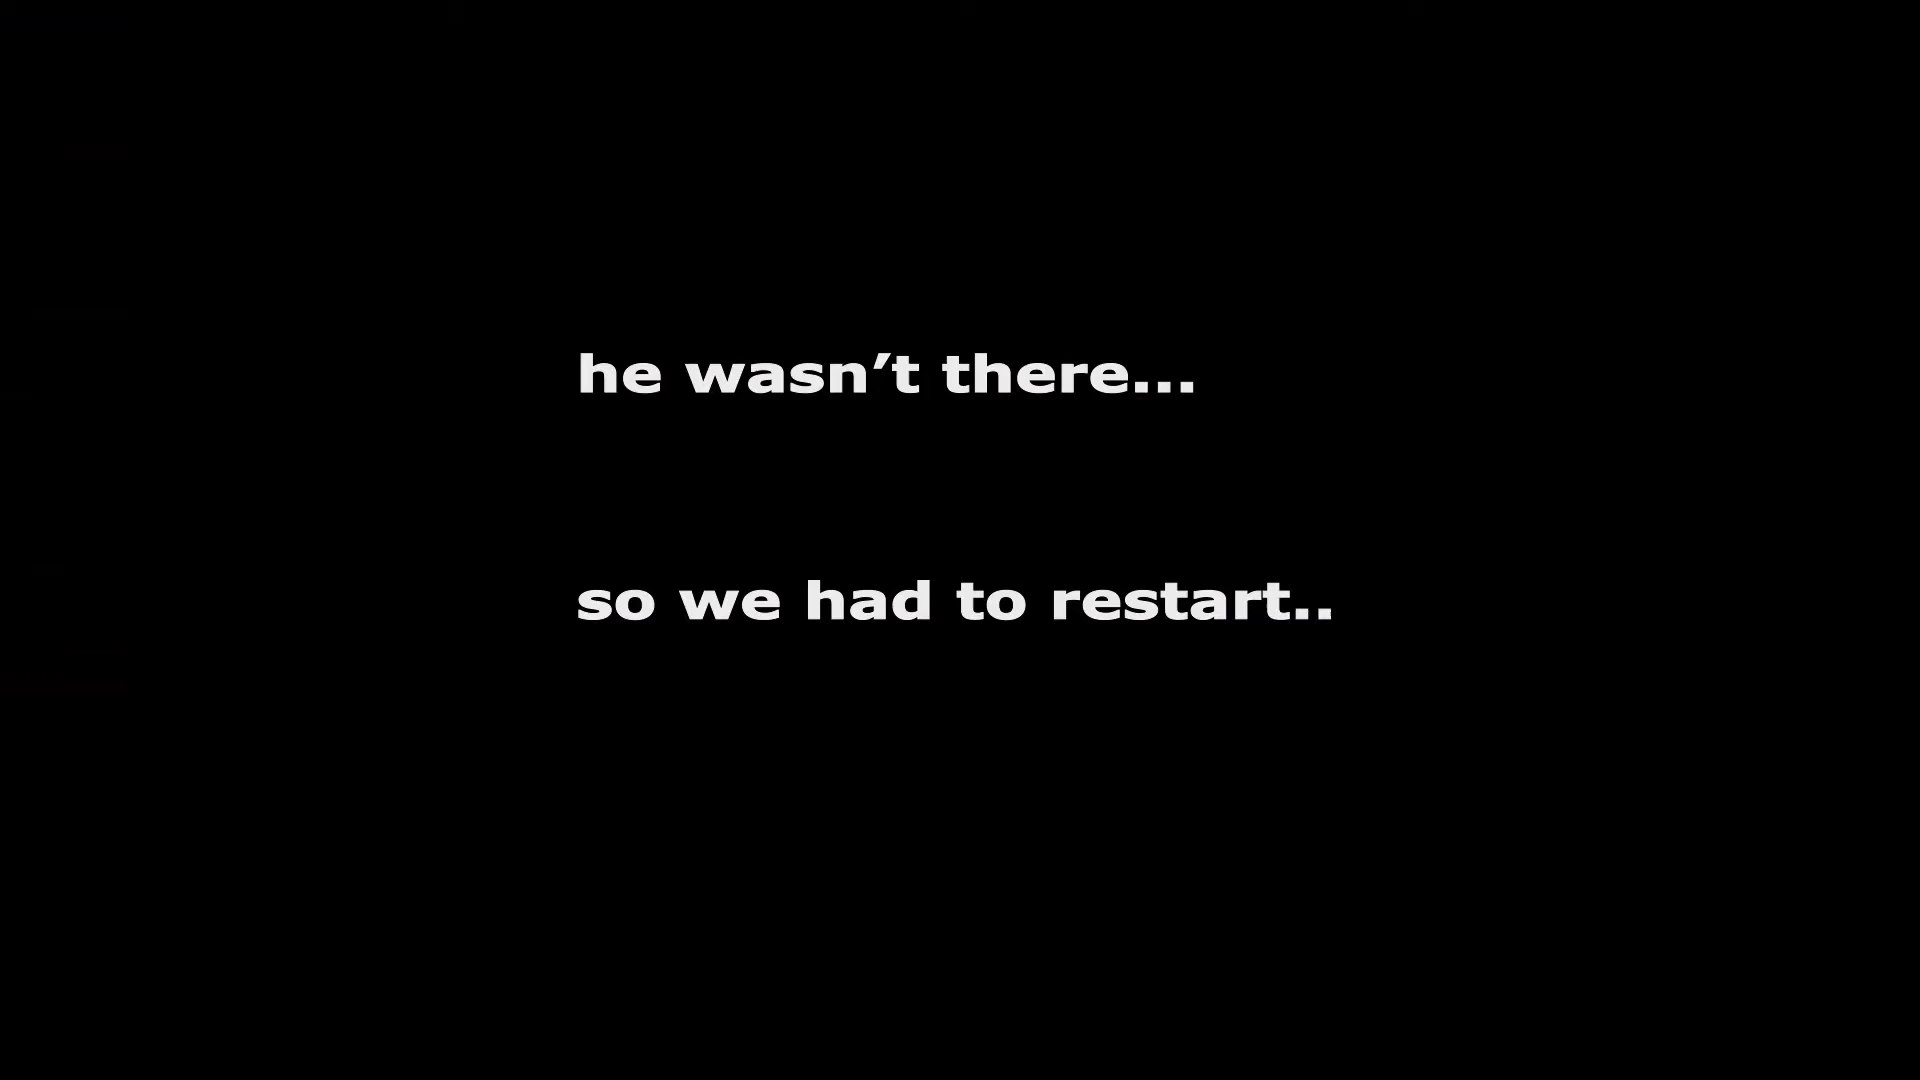 he wasn’t there...
so we had to restart..